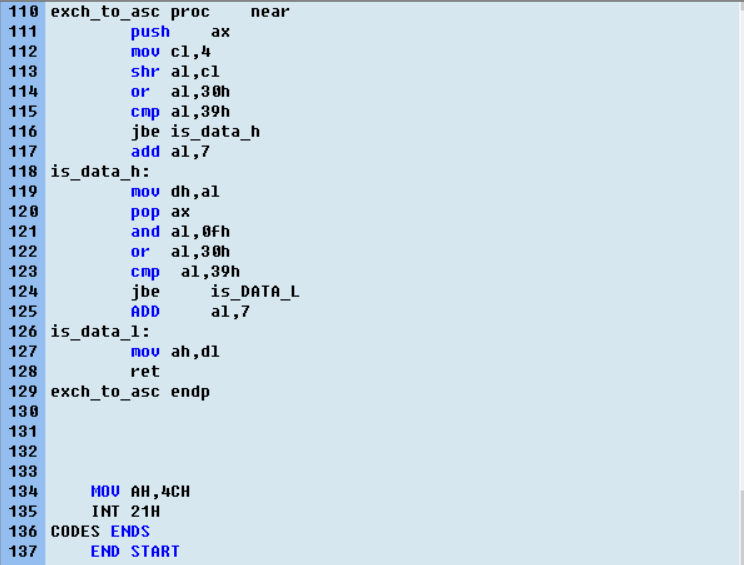 110 exch_to_asc proc    near
111         push    ax
112         mov cl,4
113         shr al,cl
114         or  al,30h
115         cmp al,39h
116         jbe is_data_h
117         add al,7
118 is_data_h:
119         mov dh,al
120         pop ax
121         and al,0fh
122         or  al,30h
123         cmp  al,39h
124         jbe     is_DATA_L
125         ADD     al,7
126 is_data_l:
127         mov ah,dl
128         ret
129 exch_to_asc endp
130
131
132
133
134     MOV AH,4CH
135     INT 21H
136 CODES ENDS
137     END START